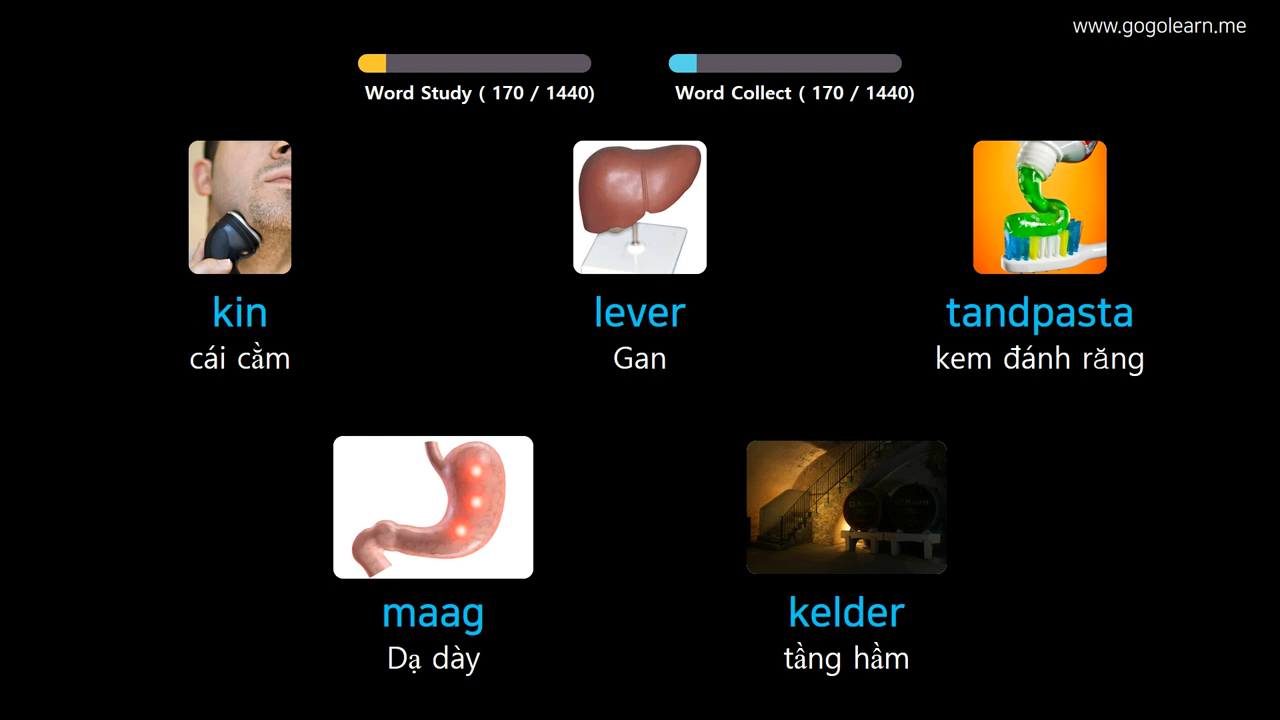 www.gogolearn.me
Word Study ( 170 / 1440)
Word Collect ( 170 / 1440)
kin
cái cằm
lever
Gan
tandpasta
kem đánh răng
maag
Dạ dày
kelder
tầng hầm